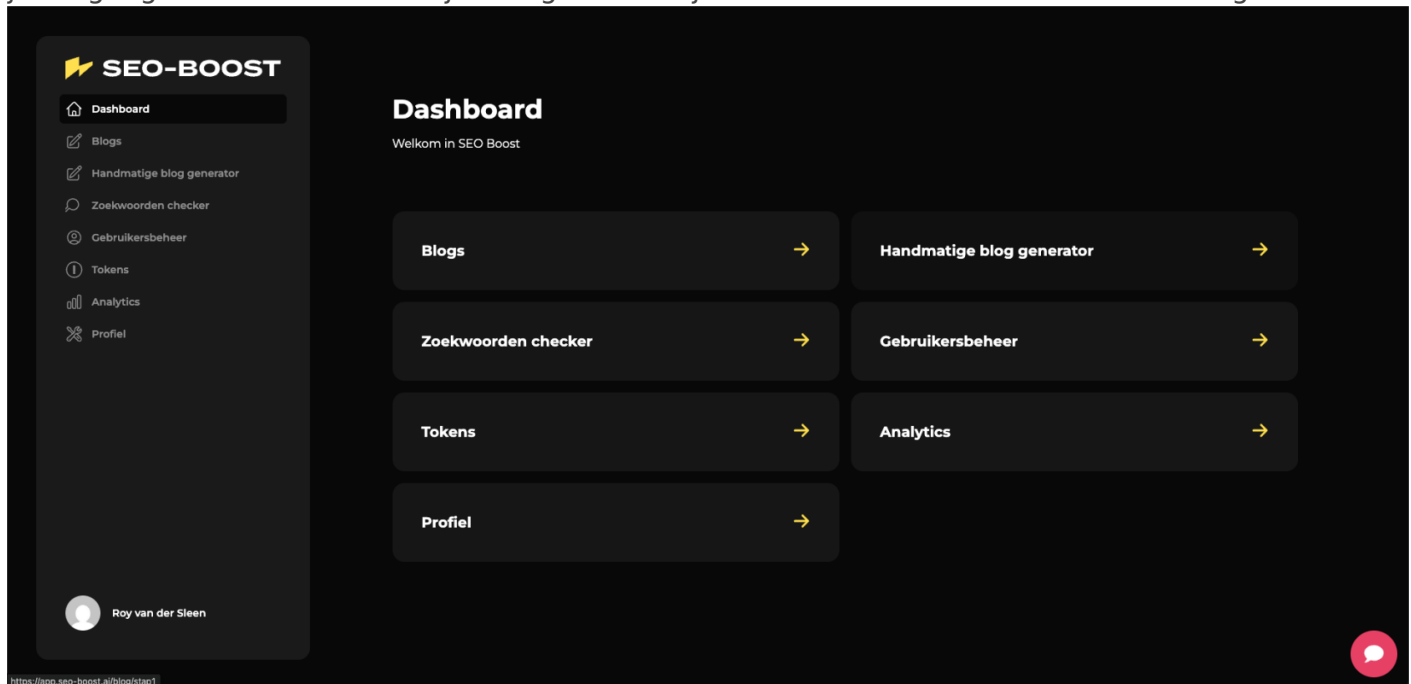 SEO-BOOST
Dashboard
Blogs
Handmatige blog generator
Zoekwoorden checker
Gebruikersbeheer
Tokens
Analytics
Profiel
Roy van der Sleen
Dashboard
Welkom in SEO Boost
Blogs
Handmatige blog generator
Zoekwoorden checker
Gebruikersbeheer
Tokens
Analytics
Profiel
https://app.seo-boost.ai/blog/stap1